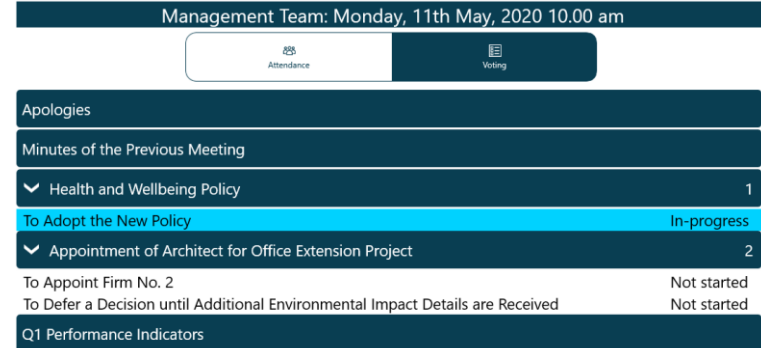 Management Team: Monday, 11th May, 2020 10.00 am
Attendance Voting
Apologies
Minutes of the Previous Meeting
Health and Wellbeing Policy 1
To Adopt the New Policy In-progress
Appointment of Architect for Office Extension Project 2
To Appoint Firm No. 2 Not started
To Defer a Decision until Additional Environmental Impact Details are Received Not started
Q1 Performance Indicators